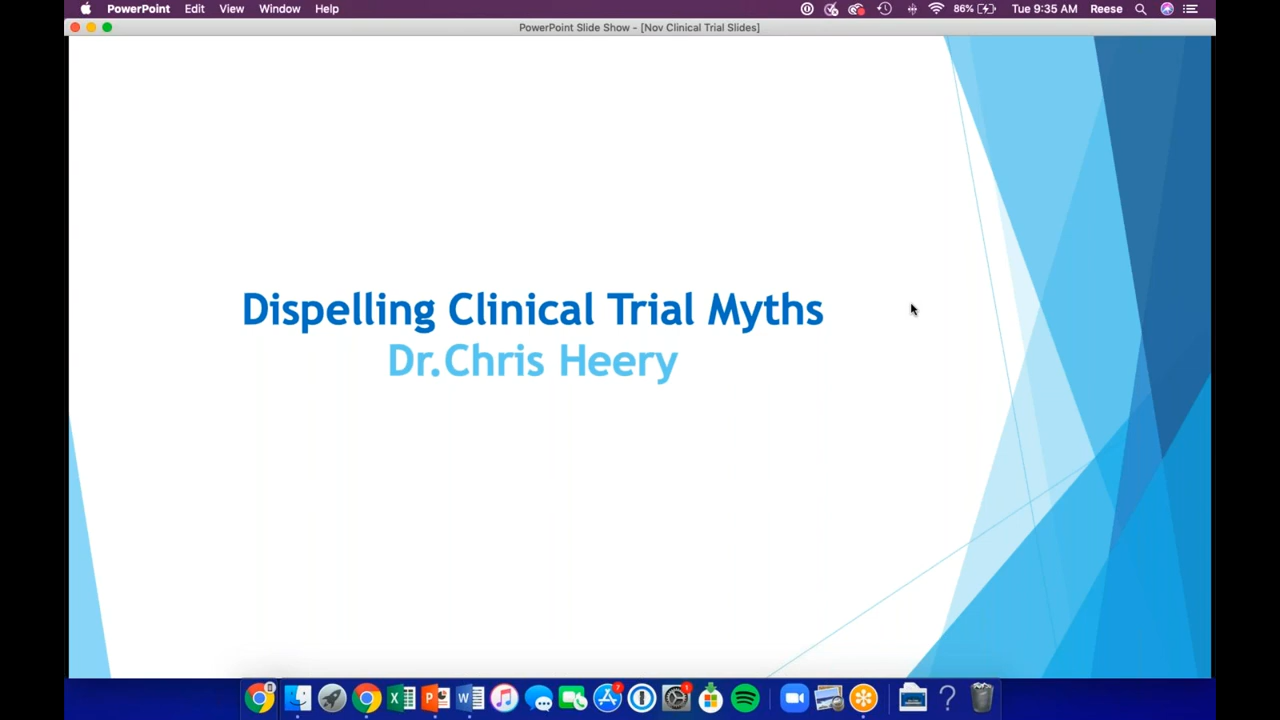 PowerPoint Edit View Window Help 86% Tue 9:35 AM Reese
PowerPoint Slide Show - [Nov Clinical Trial Slides]
Dispelling Clinical Trial Myths
Dr.Chris Heery